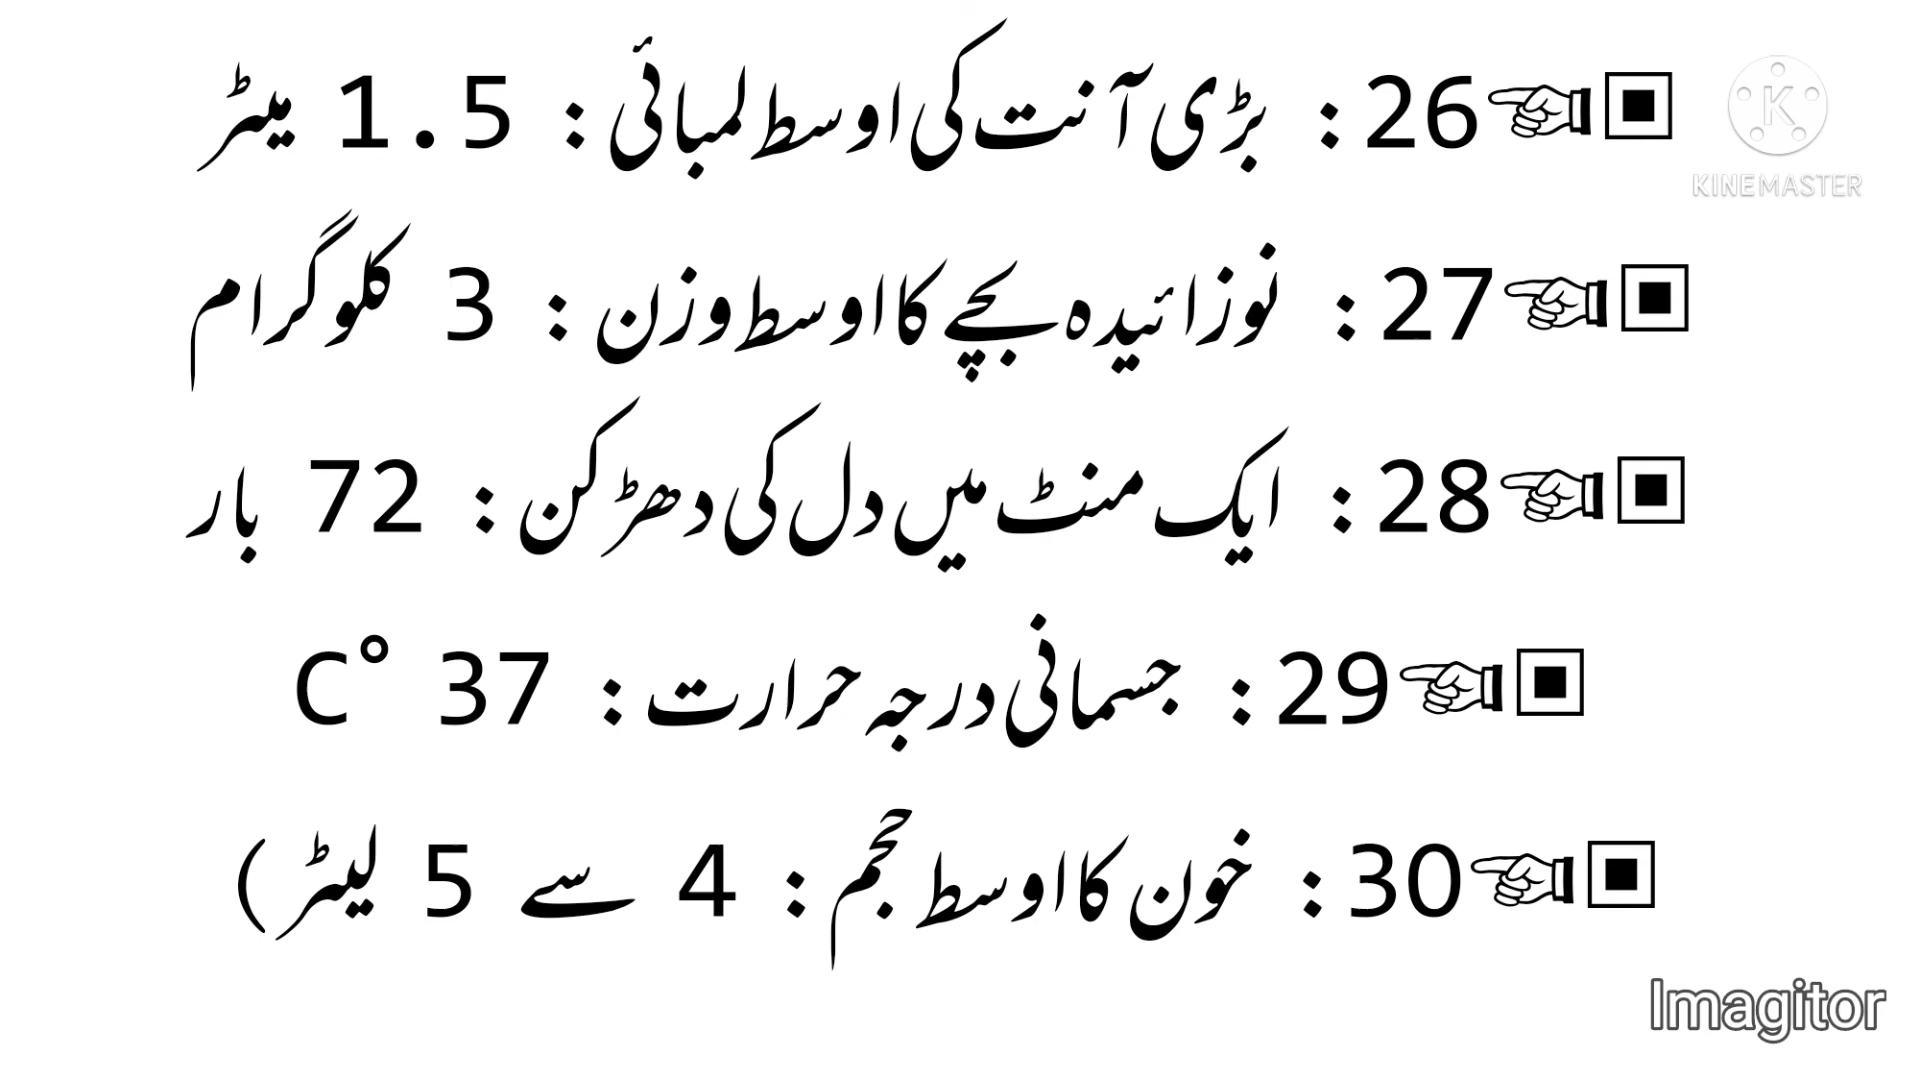 ▣☜26: بڑی آنت کی اوسط لمبائی: 1.5 میٹر
▣☜27: نوزائیدہ بچے کا اوسط وزن: 3 کلوگرام
▣☜28: ایک منٹ میں دل کی دھڑکن: 72 بار
▣☜29: جسمانی درجہ حرارت: 37 °C
▣☜30: خون کا اوسط حجم: 4 سے 5 لیٹر)
KINEMASTER
Imagitor